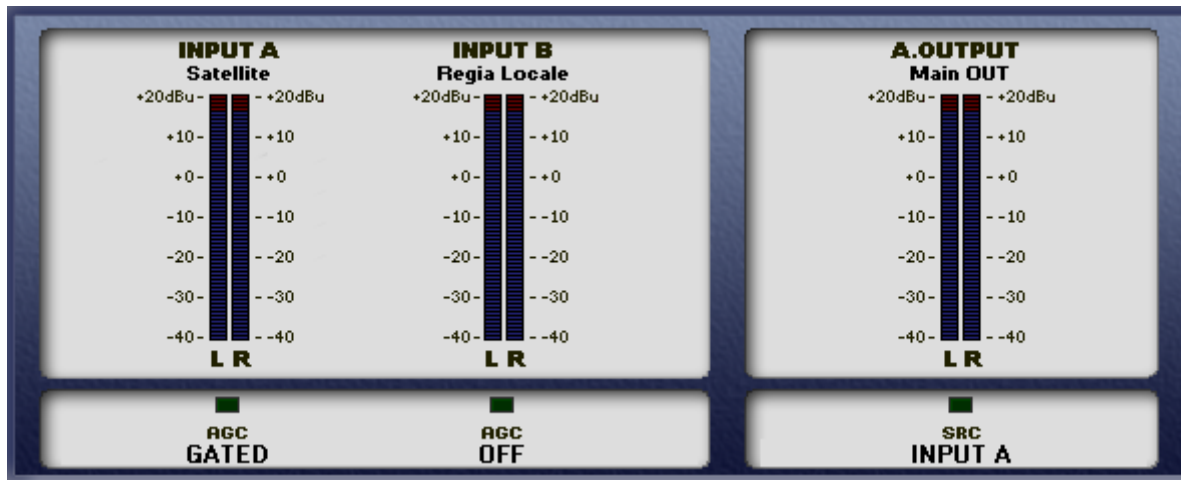 INPUT A
Satellite
+20dBu- - +20dBu
+10- - +10
+0- - +0
-10- - -10
-20- - -20
-30- - -30
-40- - -40
L R
AGC
GATED
INPUT B
Regia Locale
+20dBu- - +20dBu
+10- - +10
+0- - +0
-10- - -10
-20- - -20
-30- - -30
-40- - -40
L R
AGC
OFF
A.OUTPUT
Main OUT
+20dBu- - +20dBu
+10- - +10
+0- - +0
-10- - -10
-20- - -20
-30- - -30
-40- - -40
L R
SRC
INPUT A